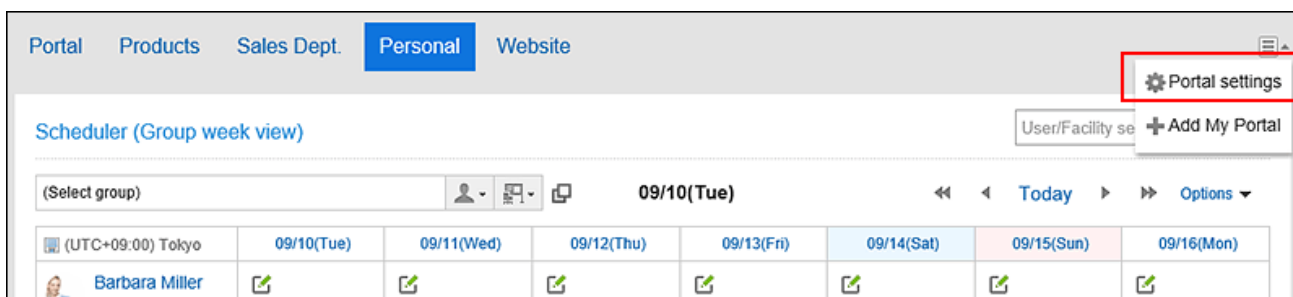 Portal Products Sales Dept. Personal Website
Portal settings
Add My Portal
Scheduler (Group week view)
User/Facility se
(Select group) 09/10(Tue) Today Options
(UTC+09:00) Tokyo 09/10(Tue) 09/11(Wed) 09/12(Thu) 09/13(Fri) 09/14(Sat) 09/15(Sun) 09/16(Mon)
Barbara Miller